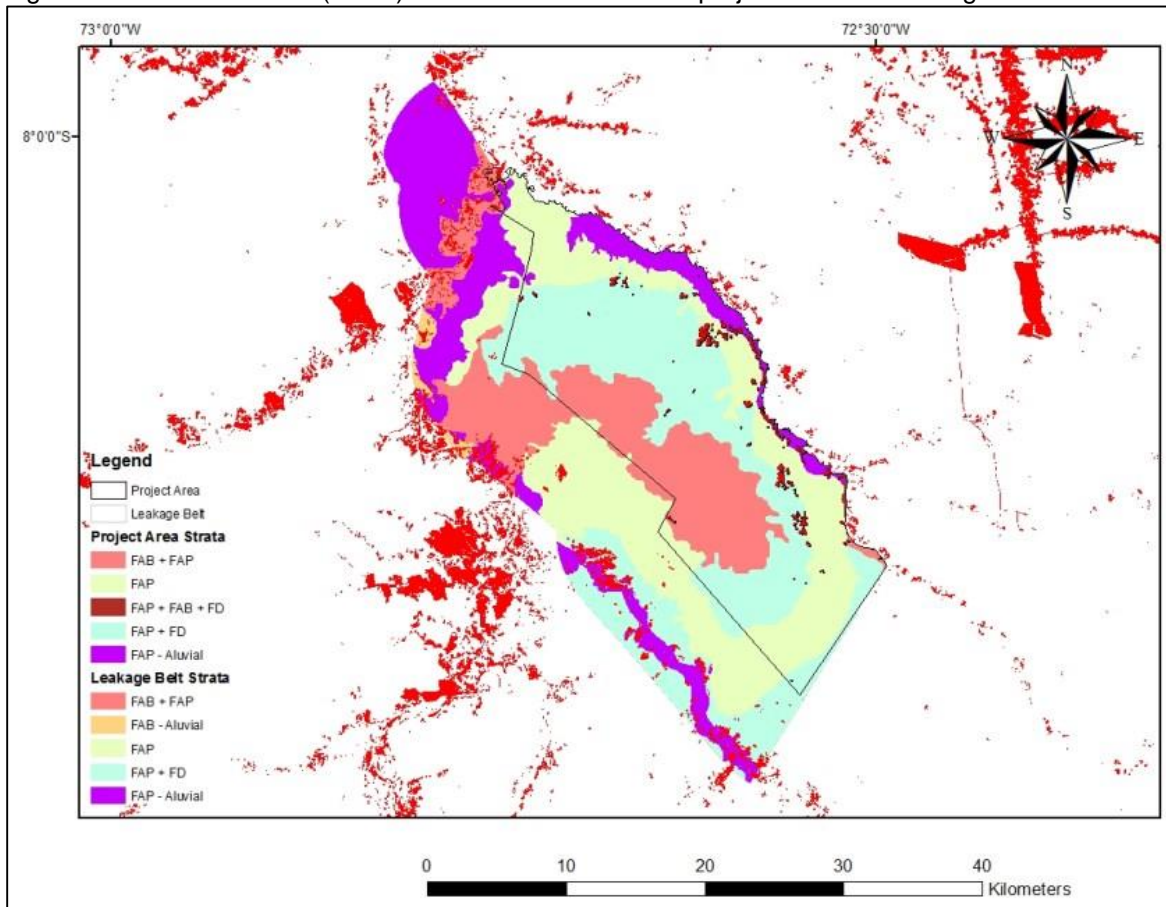 73°0'0"W
72°30'0"W
8°0'0"S
N
W
E
S
Legend
Project Area
Leakage Belt
Project Area Strata
FAB + FAP
FAP
FAP + FAB + FD
FAP + FD
FAP - Aluvial
Leakage Belt Strata
FAB + FAP
FAB - Aluvial
FAP
FAP + FD
FAP - Aluvial
0 10 20 30 40
Kilometers